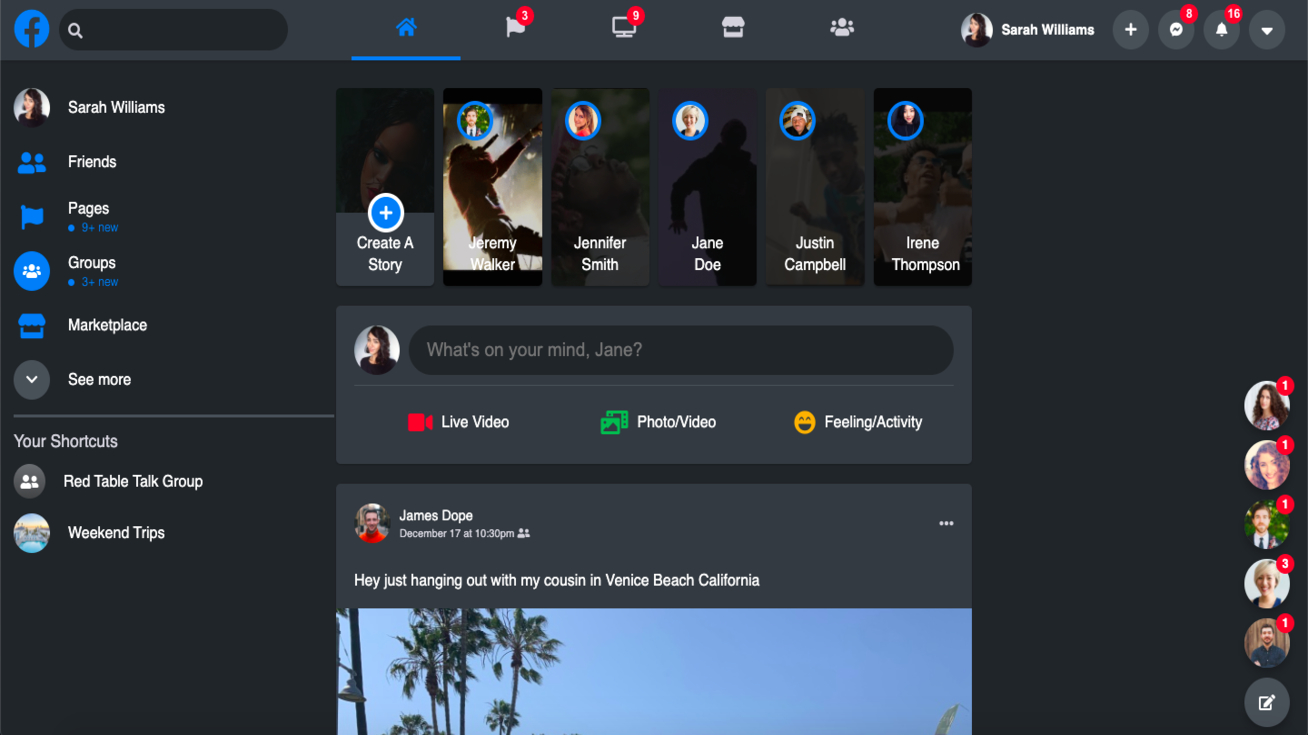 3
9
Sarah Williams
8
16
Sarah Williams
Friends
Pages
9+ new
Groups
3+ new
Marketplace
See more
Your Shortcuts
Red Table Talk Group
Weekend Trips
Create A
Story
Jeremy
Walker
Jennifer
Smith
Jane
Doe
Justin
Campbell
Irene
Thompson
What's on your mind, Jane?
Live Video
Photo/Video
Feeling/Activity
James Dope
December 17 at 10:30pm
Hey just hanging out with my cousin in Venice Beach California
1
1
1
3
1